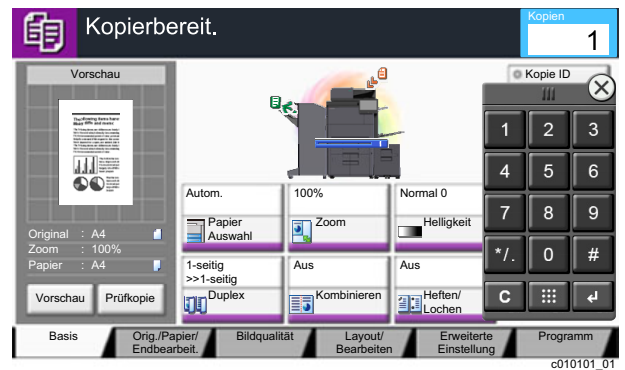 Kopierbereit.
Kopien
1
Vorschau
Kopie ID
Original : A4
Zoom : 100%
Papier : A4
Vorschau
Prüfkopie
Autom.
Papier
Auswahl
100%
Zoom
Normal 0
Helligkeit
1-seitig
>>1-seitig
Duplex
Aus
Kombinieren
Aus
Heften/
Lochen
1 2 3
4 5 6
7 8 9
*/. 0 #
C
Basis
Orig./Papier/
Endbearbeit.
Bildqualität
Layout/
Bearbeiten
Erweiterte
Einstellung
Programm
c010101_01